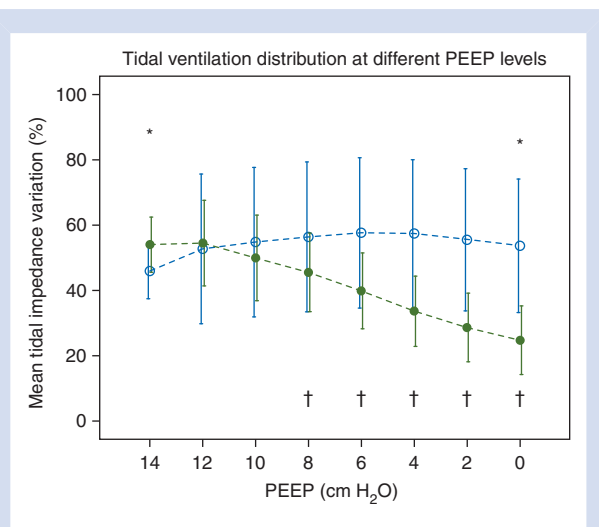 Tidal ventilation distribution at different PEEP levels
Mean tidal impedance variation (%)
100
80
60
40
20
0
* *
† † † † †
14 12 10 8 6 4 2 0
PEEP (cm H₂O)